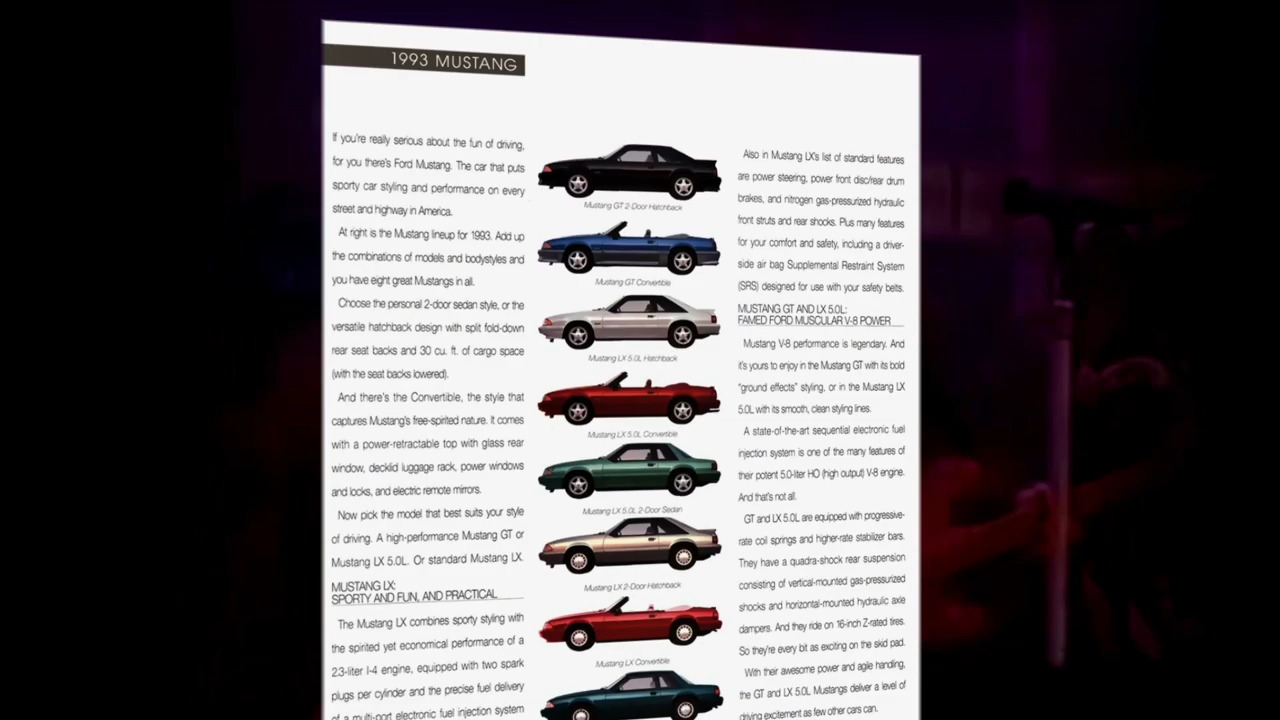 1993 MUSTANG
If you're really serious about the fun of driving,
for you there's Ford Mustang. The car that puts
sporty car styling and performance on every
street and highway in America.
At right is the Mustang lineup for 1993. Add up
the combinations of models and bodystyles and
you have eight great Mustangs in all.
Choose the personal 2-door sedan style, or the
versatile hatchback design with split fold-down
rear seat backs and 30 cu. ft. of cargo space
(with the seat backs lowered).
And there's the Convertible, the style that
captures Mustang's free-spirited nature. It comes
with a power-retractable top with glass rear
window, decklid luggage rack, power windows
and locks, and electric remote mirrors.
Now pick the model that best suits your style
of driving. A high-performance Mustang GT or
Mustang LX 5.0L. Or standard Mustang LX.
MUSTANG LX:
SPORTY AND FUN, AND PRACTICAL
The Mustang LX combines sporty styling with
the spirited yet economical performance of a
2.3-liter I-4 engine, equipped with two spark
plugs per cylinder and the precise fuel delivery
of a multi-port electronic fuel injection system
Mustang GT 2-Door Hatchback
Mustang GT Convertible
Mustang LX 5.0L Hatchback
Mustang LX 5.0L Convertible
Mustang LX 5.0L 2-Door Sedan
Mustang LX 2-Door Hatchback
Mustang LX Convertible
Also in Mustang LX's list of standard features
are power steering, power front disc/rear drum
brakes, and nitrogen gas-pressurized hydraulic
front struts and rear shocks. Plus many features
for your comfort and safety, including a driver-
side air bag Supplemental Restraint System
(SRS) designed for use with your safety belts.
MUSTANG GT AND LX 5.0L:
FAMED FORD MUSCULAR V-8 POWER
Mustang V-8 performance is legendary. And
it's yours to enjoy in the Mustang GT with its bold
"ground effects" styling, or in the Mustang LX
5.0L with its smooth, clean styling lines.
A state-of-the-art sequential electronic fuel
injection system is one of the many features of
their potent 5.0-liter HO (high output) V-8 engine.
And that's not all.
GT and LX 5.0L are equipped with progressive-
rate coil springs and higher-rate stabilizer bars.
They have a quadra-shock rear suspension
consisting of vertical-mounted gas-pressurized
shocks and horizontal-mounted hydraulic axle
dampers. And they ride on 16-inch Z-rated tires.
So they're every bit as exciting on the skid pad.
With their awesome power and agile handling,
the GT and LX 5.0L Mustangs deliver a level of
driving excitement as few other cars can.